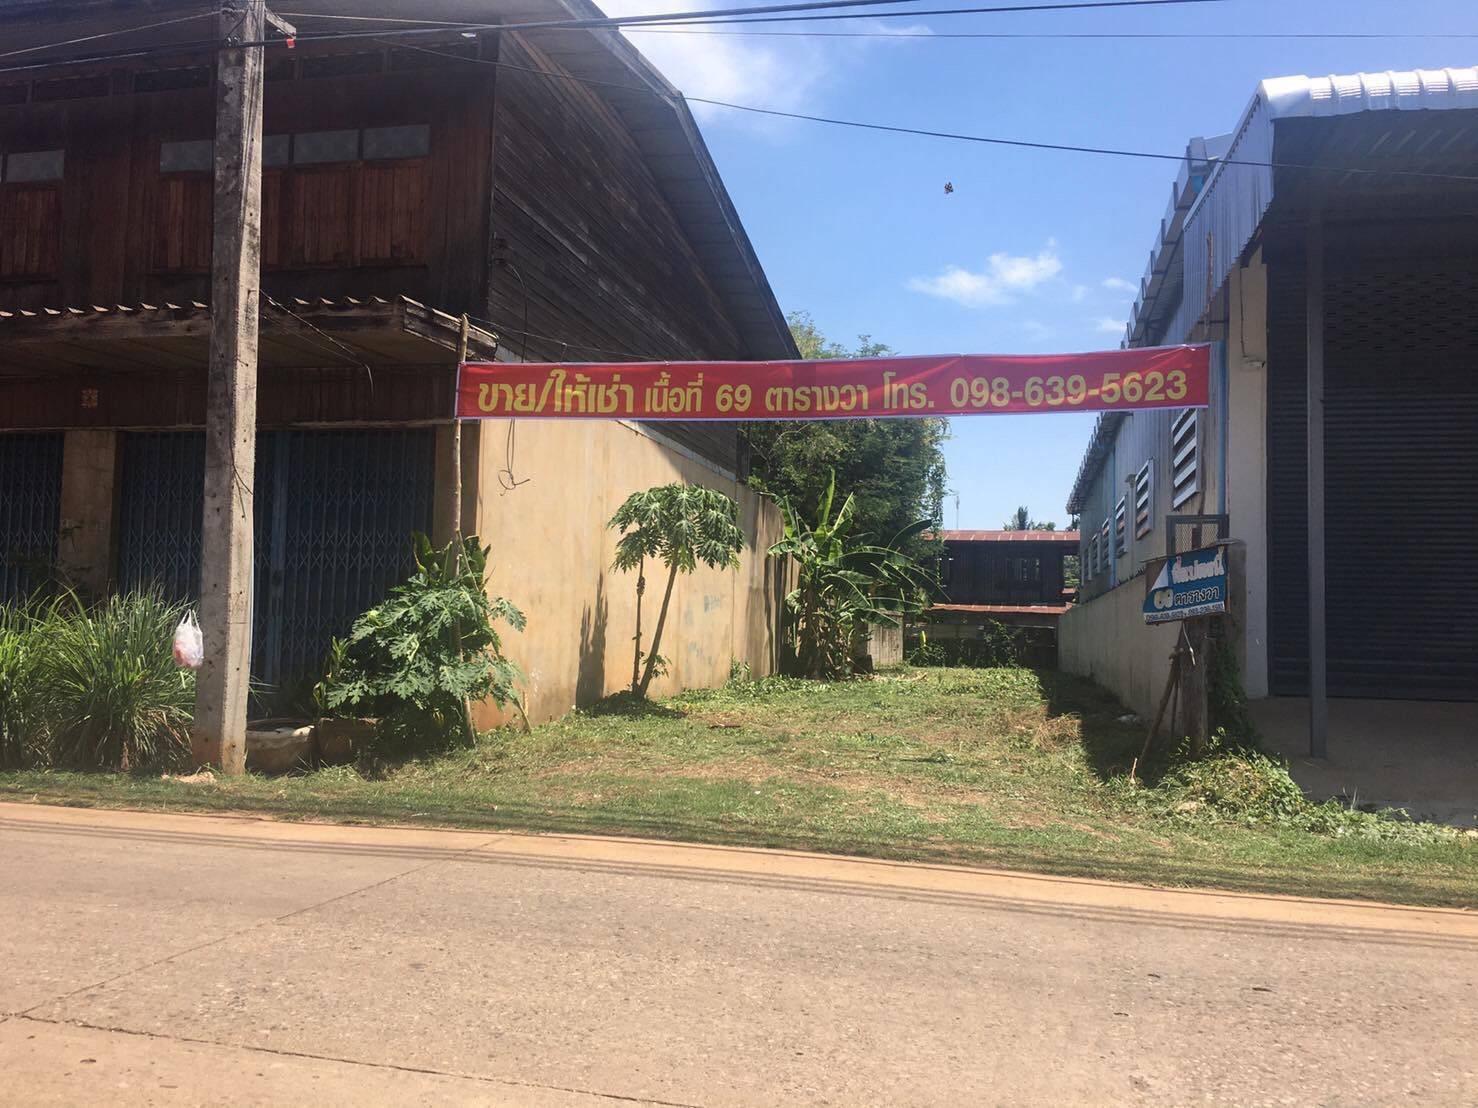 ขาย/ให้เช่า เนื้อที่ 69 ตารางวา โทร. 098-639-5623
69 ตารางวา